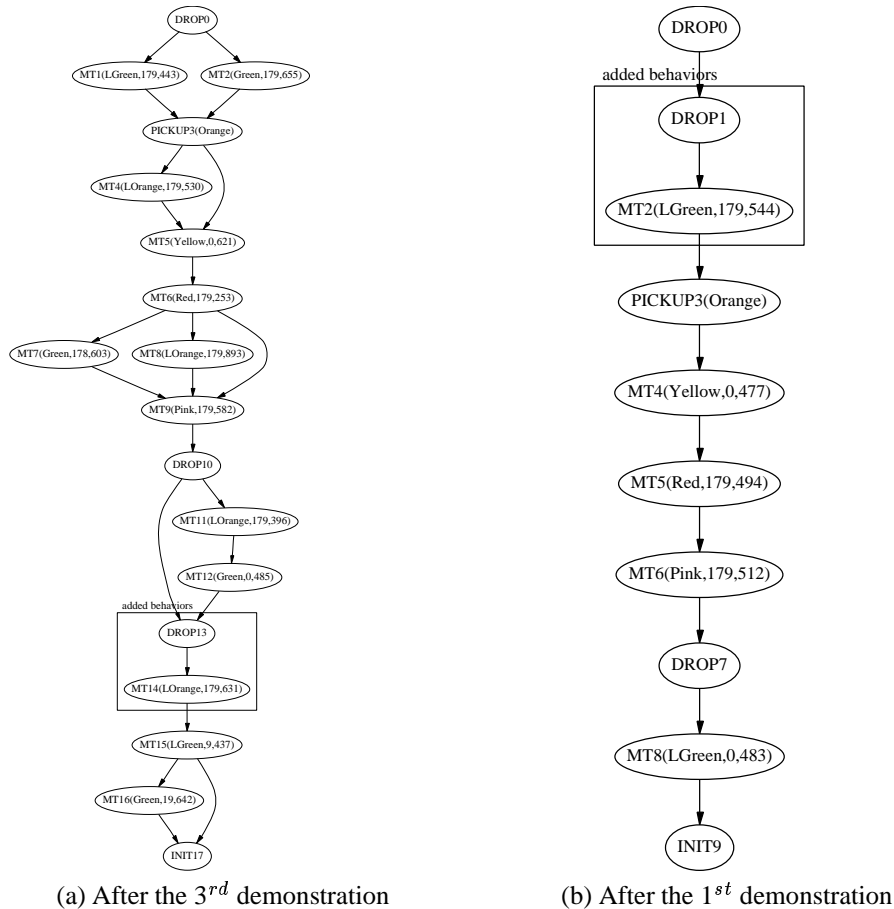 DROP0
MT1(LGreen,179,443)
MT2(Green,179,655)
PICKUP3(Orange)
MT4(LOrange,179,530)
MT5(Yellow,0,621)
MT6(Red,179,253)
MT7(Green,178,603)
MT8(LOrange,179,893)
MT9(Pink,179,582)
DROP10
MT11(LOrange,179,396)
MT12(Green,0,485)
added behaviors
DROP13
MT14(LOrange,179,631)
MT15(LGreen,9,437)
MT16(Green,19,642)
INIT17
(a) After the 3rd demonstration
DROP0
added behaviors
DROP1
MT2(LGreen,179,544)
PICKUP3(Orange)
MT4(Yellow,0,477)
MT5(Red,179,494)
MT6(Pink,179,512)
DROP7
MT8(LGreen,0,483)
INIT9
(b) After the 1st demonstration